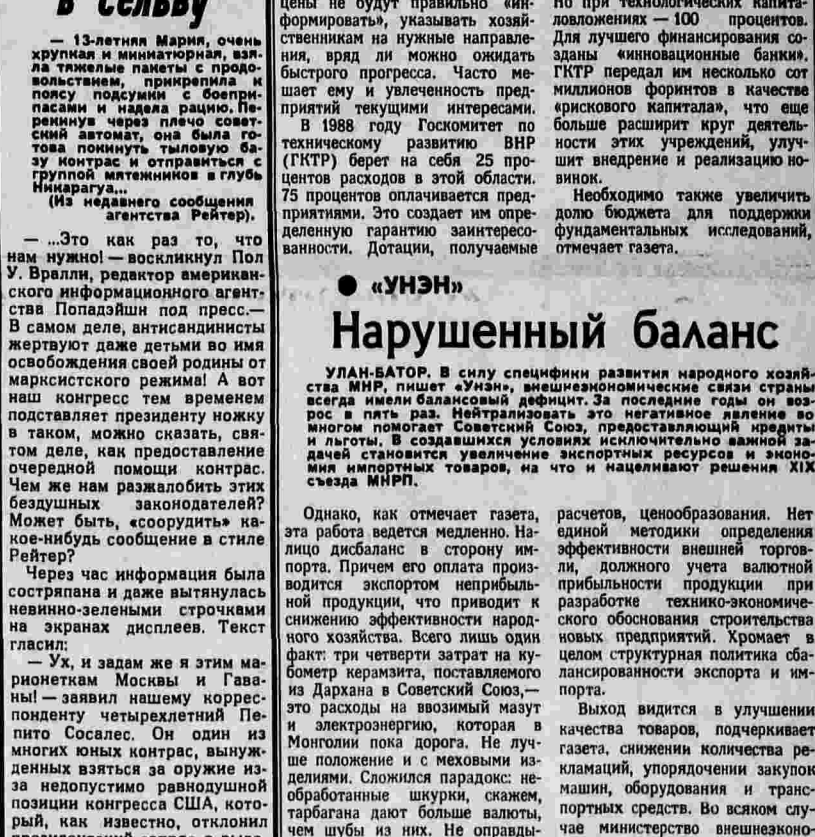 в сельву
— 13-летняя Мария, очень
хрупкая и миниатюрная, взя-
ла тяжелые пакеты с продо-
вольствием, прикрепила к
поясу подсумки с боепри-
пасами и надела рацию. Пе-
рекинув через плечо совет-
ский автомат, она была го-
това покинуть тыловую ба-
зу контрас и отправиться с
группой мятежников в глубь
Никарагуа...
(Из недавнего сообщения
агентства Рейтер).
— ...Это как раз то, что
нам нужно! — воскликнул Пол
У. Вралли, редактор американ-
ского информационного агент-
ства Попадэйшн под пресс.—
В самом деле, антисандинисты
жертвуют даже детьми во имя
освобождения своей родины от
марксистского режима! А вот
наш конгресс тем временем
подставляет президенту ножку
в таком, можно сказать, свя-
том деле, как предоставление
очередной помощи контрас.
Чем же нам разжалобить этих
бездушных законодателей?
Может быть, «соорудить» ка-
кое-нибудь сообщение в стиле
Рейтер?
Через час информация была
состряпана и даже вытянулась
невинно-зелеными строчками
на экранах дисплеев. Текст
гласил:
— Ух, и задам же я этим ма-
рионеткам Москвы и Гава-
ны! — заявил нашему коррес-
понденту четырехлетний Пе-
пито Сосалес. Он один из
многих юных контрас, вынуж-
денных взяться за оружие из-
за недопустимо равнодушной
позиции конгресса США, кото-
рый, как известно, отклонил
цены не будут правильно «ин-
формировать», указывать хозяй-
ственникам на нужные направле-
ния, вряд ли можно ожидать
быстрого прогресса. Часто ме-
шает ему и увлеченность пред-
приятий текущими интересами.
В 1988 году Госкомитет по
техническому развитию ВНР
(ГКТР) берет на себя 25 про-
центов расходов в этой области.
75 процентов оплачивается пред-
приятиями. Это создает им опре-
деленную гарантию заинтересо-
ванности. Дотации, получаемые
но при технологических капита-
ловложениях — 100 процентов.
Для лучшего финансирования со-
зданы «инновационные банки».
ГКТР передал им несколько сот
миллионов форинтов в качестве
«рискового капитала», что еще
больше расширит круг деятель-
ности этих учреждений, улуч-
шит внедрение и реализацию но-
винок.
Необходимо также увеличить
долю бюджета для поддержки
фундаментальных исследований,
отмечает газета.
● «УНЭН»
Нарушенный баланс
УЛАН-БАТОР. В силу специфики развития народного хозяй-
ства МНР, пишет «Унэн», внешнеэкономические связи страны
всегда имели балансовый дефицит. За последние годы он воз-
рос в пять раз. Нейтрализовать это негативное явление во
многом помогает Советский Союз, предоставляющий кредиты
и льготы. В создавшихся условиях исключительно важной за-
дачей становится увеличение экспортных ресурсов и эконо-
мия импортных товаров, на что и нацеливают решения XIX
съезда МНРП.
Однако, как отмечает газета,
эта работа ведется медленно. На-
лицо дисбаланс в сторону им-
порта. Причем его оплата произ-
водится экспортом неприбыль-
ной продукции, что приводит к
снижению эффективности народ-
ного хозяйства. Всего лишь один
факт: три четверти затрат на ку-
бометр керамзита, поставляемого
из Дархана в Советский Союз,—
это расходы на ввозимый мазут
и электроэнергию, которая в
Монголии пока дорога. Не луч-
ше положение и с меховыми из-
делиями. Сложился парадокс: не-
обработанные шкурки, скажем,
тарбагана дают больше валюты,
чем шубы из них. Не оправды-
расчетов, ценообразования. Нет
единой методики определения
эффективности внешней торгов-
ли, должного учета валютной
прибыльности продукции при
разработке технико-экономиче-
ского обоснования строительства
новых предприятий. Хромает в
целом структурная политика сба-
лансированности экспорта и им-
порта.
Выход видится в улучшении
качества товаров, подчеркивает
газета, снижении количества ре-
кламаций, упорядочении закупок
машин, оборудования и транс-
портных средств. Во всяком слу-
чае министерство внешнеэконо-